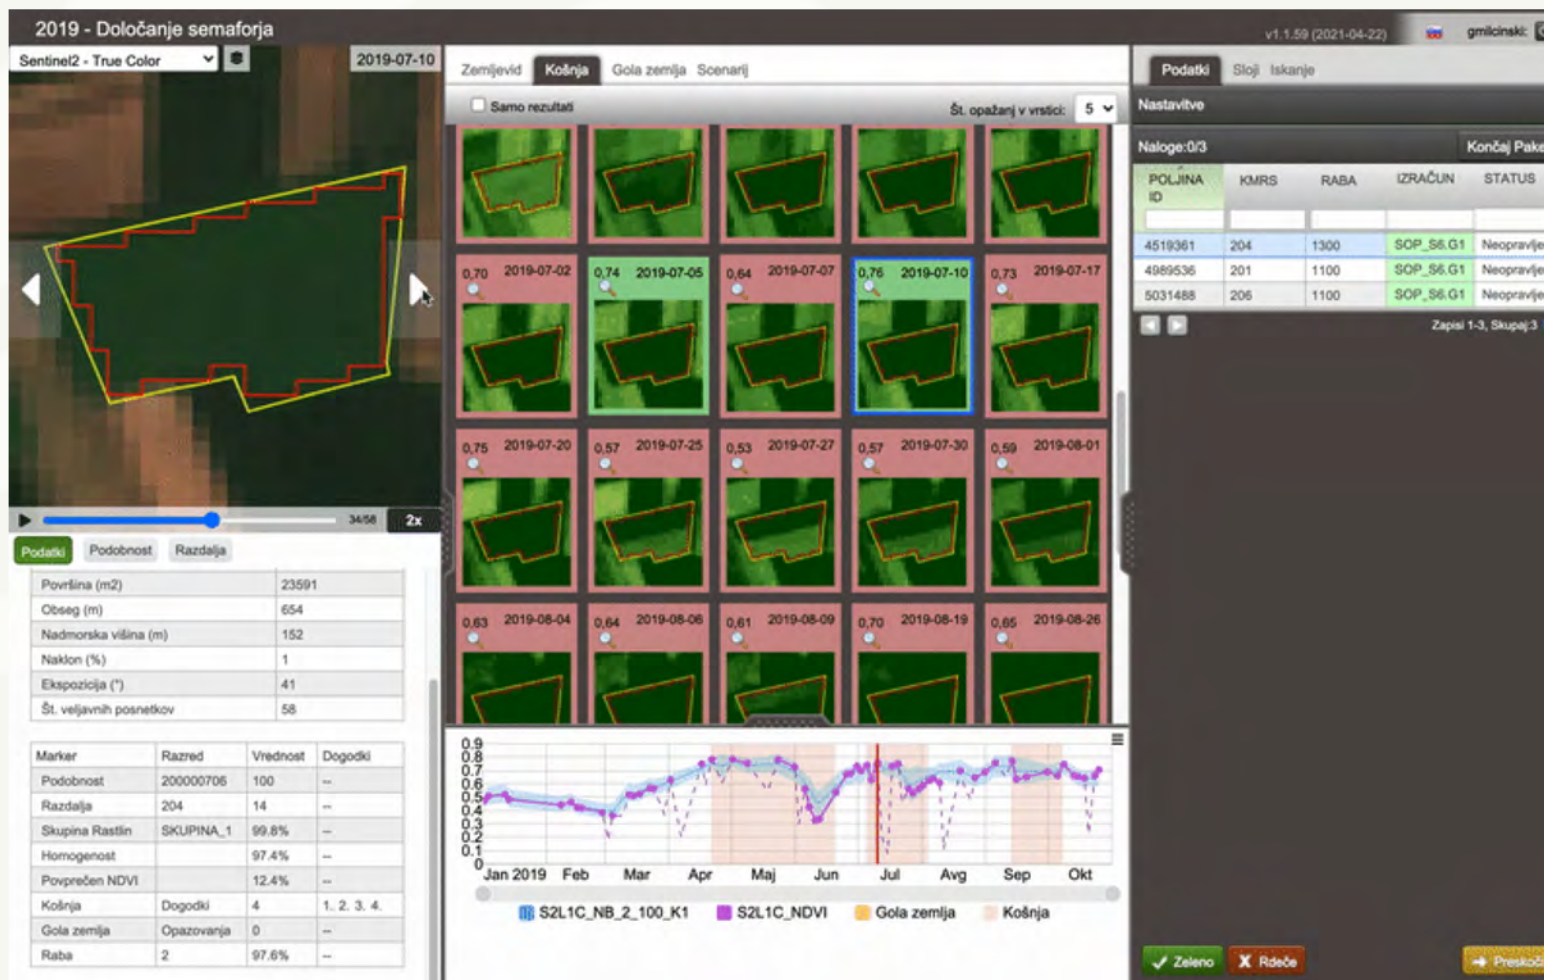 2019 - Določanje semaforja
v1.1.59 (2021-04-22)
gmilcinski:
Sentinel2 - True Color
2019-07-10
34/58
2x
Podatki Podobnost Razdalja
Površina (m2) 23591
Obseg (m) 654
Nadmorska višina (m) 152
Naklon (%) 1
Ekspozicija (°) 41
Št. veljavnih posnetkov 58
Marker Razred Vrednost Dogodki
Podobnost 200000706 100 --
Razdalja 204 14 --
Skupina Rastlin SKUPINA_1 99.8% --
Homogenost 97.4% --
Povprečen NDVI 12.4% --
Košnja Dogodki 4 1. 2. 3. 4.
Gola zemlja Opazovanja 0 --
Raba 2 97.6% --
Zemljevid Košnja Gola zemlja Scenarij
Samo rezultati
Št. opažanj v vrstici: 5
0,70 2019-07-02 0,74 2019-07-05 0,64 2019-07-07 0,76 2019-07-10 0,73 2019-07-17
0,75 2019-07-20 0,57 2019-07-25 0,53 2019-07-27 0,57 2019-07-30 0,59 2019-08-01
0,63 2019-08-04 0,64 2019-08-06 0,61 2019-08-09 0,70 2019-08-19 0,65 2019-08-26
0.9
0.8
0.7
0.6
0.5
0.4
0.3
0.2
0.1
0
Jan 2019 Feb Mar Apr Maj Jun Jul Avg Sep Okt
S2L1C_NB_2_100_K1 S2L1C_NDVI Gola zemlja Košnja
Podatki Sloji Iskanje
Nastavitve
Naloge:0/3
Končaj Pake
POLJINA ID KMRS RABA IZRAČUN STATUS
4519361 204 1300 SOP_S6.G1 Neopravlje
4989536 201 1100 SOP_S6.G1 Neopravlje
5031488 206 1100 SOP_S6.G1 Neopravlje
Zapisi 1-3, Skupaj:3
Zeleno X Rdeče Preskoči